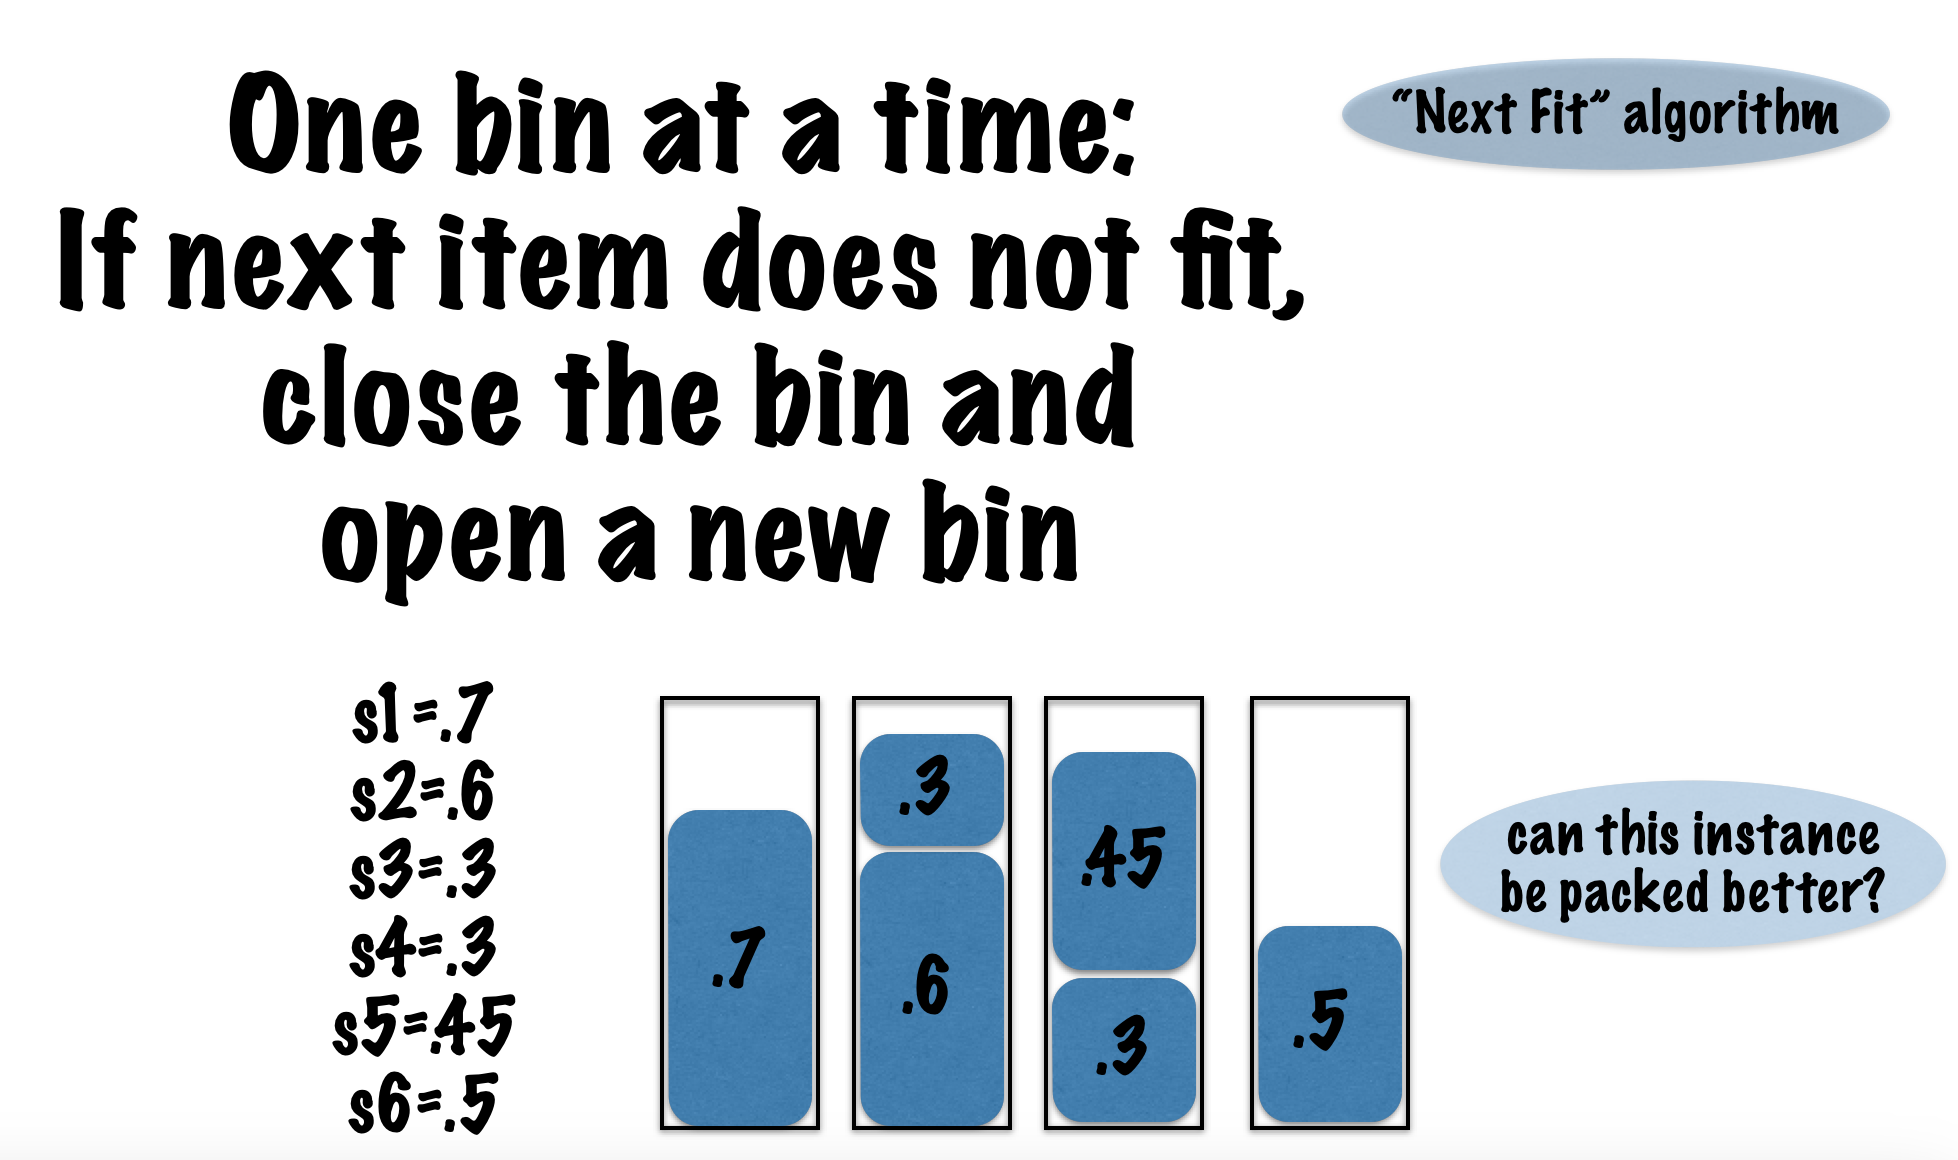 One bin at a time:
If next item does not fit,
close the bin and
open a new bin
“Next Fit” algorithm
s1=.7
s2=.6
s3=.3
s4=.3
s5=.45
s6=.5
.7
.3
.6
.45
.3
.5
can this instance
be packed better?